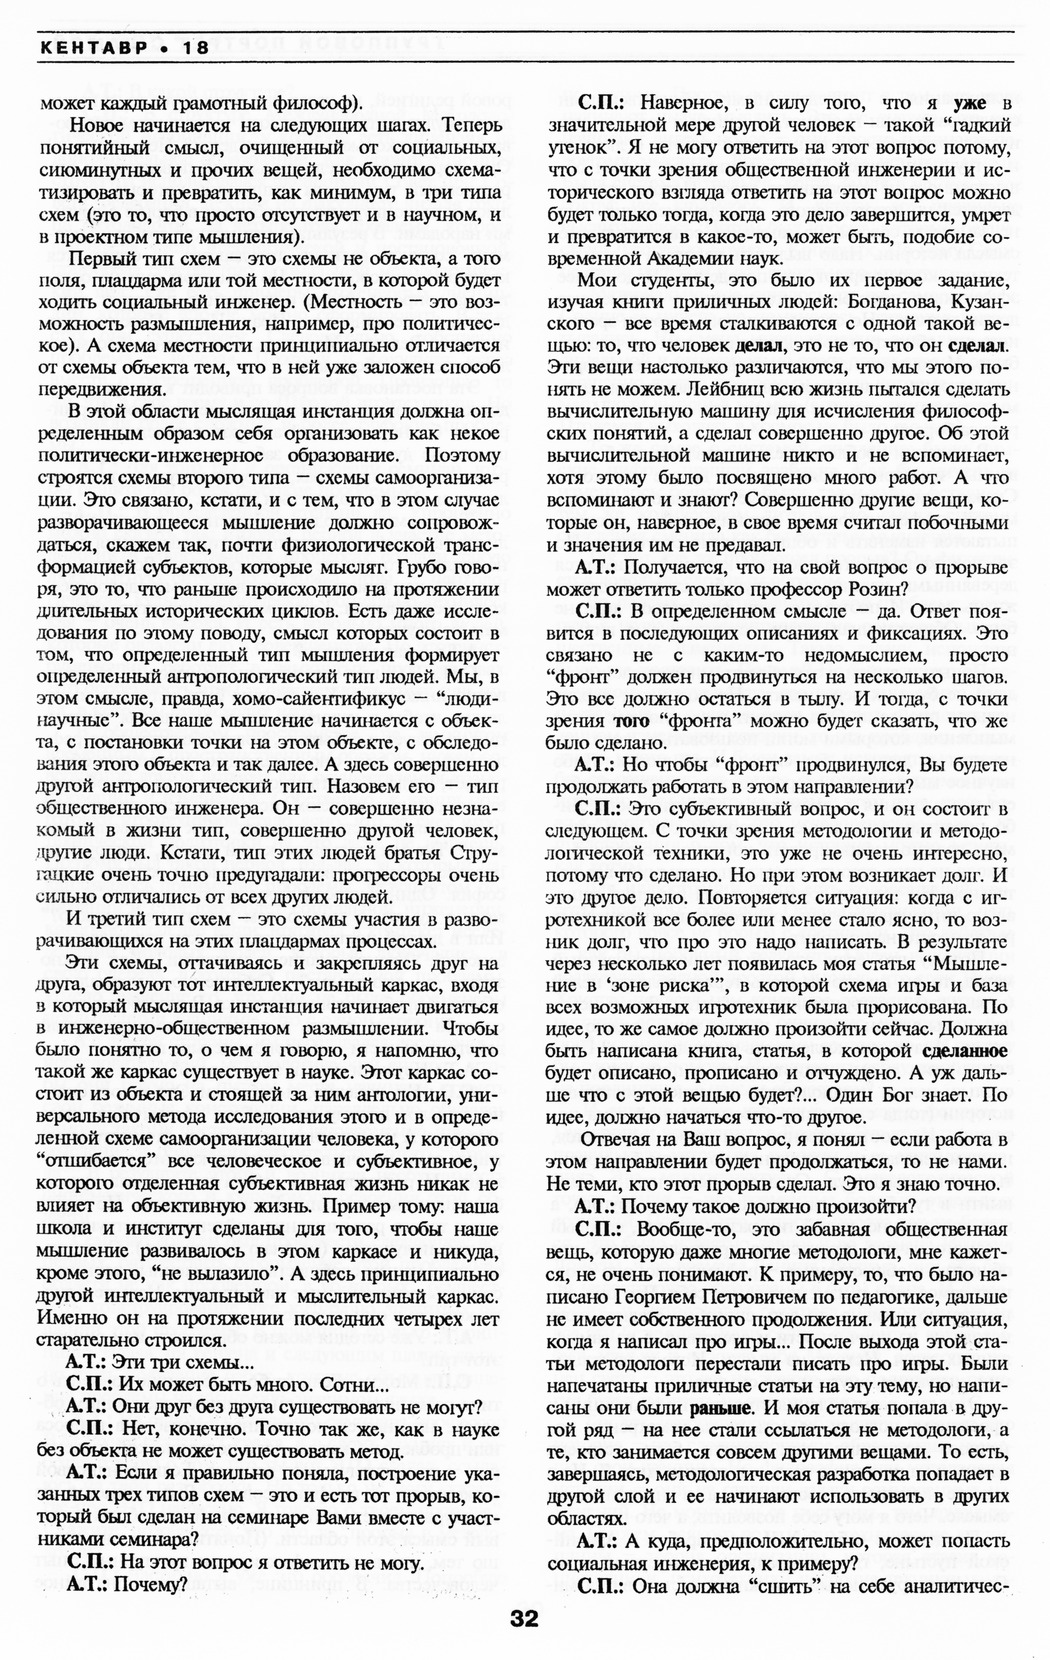 КЕНТАВР • 18
может каждый грамотный философ).
Новое начинается на следующих шагах. Теперь
понятийный смысл, очищенный от социальных,
сиюминутных и прочих вещей, необходимо схема-
тизировать и превратить, как минимум, в три типа
схем (это то, что просто отсутствует и в научном, и
в проектном типе мышления).
Первый тип схем — это схемы не объекта, а того
поля, плацдарма или той местности, в которой будет
ходить социальный инженер. (Местность — это воз-
можность размышления, например, про политичес-
кое). А схема местности принципиально отличается
от схемы объекта тем, что в ней уже заложен способ
передвижения.
В этой области мыслящая инстанция должна оп-
ределенным образом себя организовать как некое
политически-инженерное образование. Поэтому
строятся схемы второго типа — схемы самоорганиза-
ции. Это связано, кстати, и с тем, что в этом случае
разворачивающееся мышление должно сопровож-
даться, скажем так, почти физиологической транс-
формацией субъектов, которые мыслят. Грубо гово-
ря, это то, что раньше происходило на протяжении
длительных исторических циклов. Есть даже иссле-
дования по этому поводу, смысл которых состоит в
том, что определенный тип мышления формирует
определенный антропологический тип людей. Мы, в
этом смысле, правда, хомо-сайентификус — “люди-
научные”. Все наше мышление начинается с объек-
та, с постановки точки на этом объекте, с обследо-
вания этого объекта и так далее. А здесь совершенно
другой антропологический тип. Назовем его — тип
общественного инженера. Он — совершенно незна-
комый в жизни тип, совершенно другой человек,
другие люди. Кстати, тип этих людей братья Стру-
гацкие очень точно предугадали: прогрессоры очень
сильно отличались от всех других людей.
И третий тип схем — это схемы участия в разво-
рачивающихся на этих плацдармах процессах.
Эти схемы, оттачиваясь и закрепляясь друг на
друга, образуют тот интеллектуальный каркас, входя
в который мыслящая инстанция начинает двигаться
в инженерно-общественном размышлении. Чтобы
было понятно то, о чем я говорю, я напомню, что
такой же каркас существует в науке. Этот каркас со-
стоит из объекта и стоящей за ним антологии, уни-
версального метода исследования этого и в опреде-
ленной схеме самоорганизации человека, у которого
“отшибается” все человеческое и субъективное, у
которого отделенная субъективная жизнь никак не
влияет на объективную жизнь. Пример тому: наша
школа и институт сделаны для того, чтобы наше
мышление развивалось в этом каркасе и никуда,
кроме этого, “не вылазило”. А здесь принципиально
другой интеллектуальный и мыслительный каркас.
Именно он на протяжении последних четырех лет
старательно строился.
А.Т.: Эти три схемы...
С.П.: Их может быть много. Сотни...
А.Т.: Они друг без друга существовать не могут?
С.П.: Нет, конечно. Точно так же, как в науке
без объекта не может существовать метод.
А.Т.: Если я правильно поняла, построение ука-
занных трех типов схем — это и есть тот прорыв, ко-
торый был сделан на семинаре Вами вместе с участ-
никами семинара?
С.П.: На этот вопрос я ответить не могу.
А.Т.: Почему?
С.П.: Наверное, в силу того, что я уже в
значительной мере другой человек — такой “гадкий
утенок”. Я не могу ответить на этот вопрос потому,
что с точки зрения общественной инженерии и ис-
торического взгляда ответить на этот вопрос можно
будет только тогда, когда это дело завершится, умрет
и превратится в какое-то, может быть, подобие со-
временной Академии наук.
Мои студенты, это было их первое задание,
изучая книги приличных людей: Богданова, Кузан-
ского — все время сталкиваются с одной такой ве-
щью: то, что человек делал, это не то, что он сделал.
Эти вещи настолько различаются, что мы этого по-
нять не можем. Лейбниц всю жизнь пытался сделать
вычислительную машину для исчисления философ-
ских понятий, а сделал совершенно другое. Об этой
вычислительной машине никто и не вспоминает,
хотя этому было посвящено много работ. А что
вспоминают и знают? Совершенно другие вещи, ко-
торые он, наверное, в свое время считал побочными
и значения им не предавал.
А.Т.: Получается, что на свой вопрос о прорыве
может ответить только профессор Розин?
С.П.: В определенном смысле — да. Ответ поя-
вится в последующих описаниях и фиксациях. Это
связано не с каким-то недомыслием, просто
“фронт” должен продвинуться на несколько шагов.
Это все должно остаться в тылу. И тогда, с точки
зрения того “фронта” можно будет сказать, что же
было сделано.
А.Т.: Но чтобы “фронт” продвинулся, Вы будете
продолжать работать в этом направлении?
С.П.: Это субъективный вопрос, и он состоит в
следующем. С точки зрения методологии и методо-
логической техники, это уже не очень интересно,
потому что сделано. Но при этом возникает долг. И
это другое дело. Повторяется ситуация: когда с иг-
ротехникой все более или менее стало ясно, то воз-
ник долг, что про это надо написать. В результате
через несколько лет появилась моя статья “Мышле-
ние в ‘зоне риска’”, в которой схема игры и база
всех возможных игротехник была прорисована. По
идее, то же самое должно произойти сейчас. Должна
быть написана книга, статья, в которой сделанное
будет описано, прописано и отчуждено. А уж даль-
ше что с этой вещью будет?... Один Бог знает. По
идее, должно начаться что-то другое.
Отвечая на Ваш вопрос, я понял — если работа в
этом направлении будет продолжаться, то не нами.
Не теми, кто этот прорыв сделал. Это я знаю точно.
А.Т.: Почему такое должно произойти?
С.П.: Вообще-то, это забавная общественная
вещь, которую даже многие методологи, мне кажет-
ся, не очень понимают. К примеру, то, что было на-
писано Георгием Петровичем по педагогике, дальше
не имеет собственного продолжения. Или ситуация,
когда я написал про игры... После выхода этой ста-
тьи методологи перестали писать про игры. Были
напечатаны приличные статьи на эту тему, но напи-
саны они были раньше. И моя статья попала в дру-
гой ряд — на нее стали ссылаться не методологи, а
те, кто занимается совсем другими вещами. То есть,
завершаясь, методологическая разработка попадает в
другой слой и ее начинают использовать в других
областях.
А.Т.: А куда, предположительно, может попасть
социальная инженерия, к примеру?
С.П.: Она должна “сшить” на себе аналитичес-
32